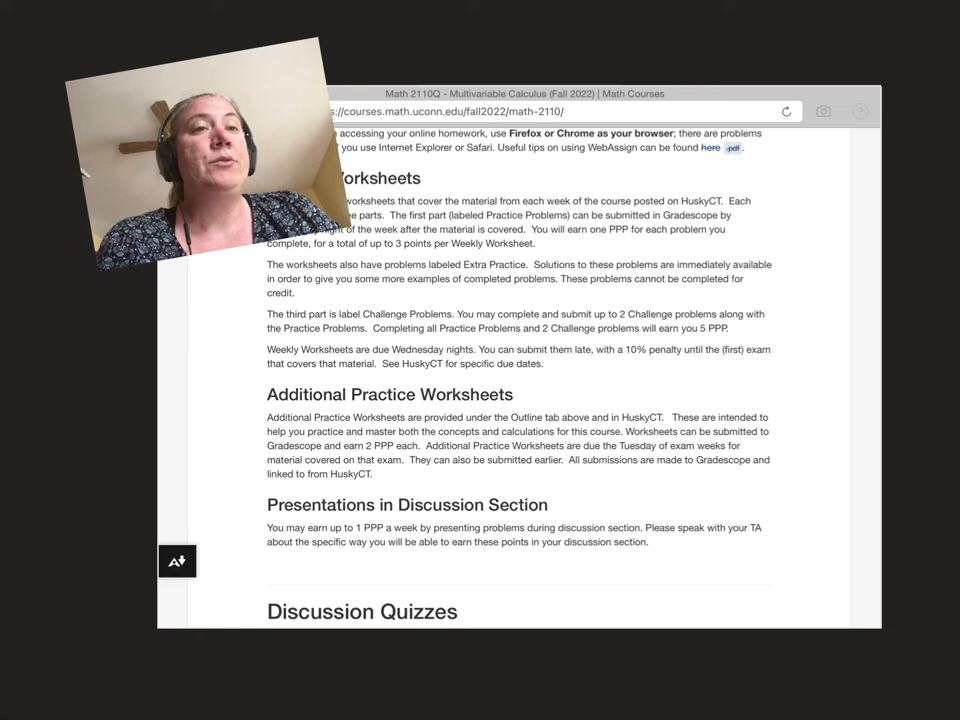 Math 2110Q - Multivariable Calculus (Fall 2022) | Math Courses
s://courses.math.uconn.edu/fall2022/math-2110/
accessing your online homework, use Firefox or Chrome as your browser; there are problems
you use Internet Explorer or Safari. Useful tips on using WebAssign can be found here pdf .
Worksheets
worksheets that cover the material from each week of the course posted on HuskyCT. Each
parts. The first part (labeled Practice Problems) can be submitted in Gradescope by
of the week after the material is covered. You will earn one PPP for each problem you
complete, for a total of up to 3 points per Weekly Worksheet.
The worksheets also have problems labeled Extra Practice. Solutions to these problems are immediately available
in order to give you some more examples of completed problems. These problems cannot be completed for
credit.
The third part is label Challenge Problems. You may complete and submit up to 2 Challenge problems along with
the Practice Problems. Completing all Practice Problems and 2 Challenge problems will earn you 5 PPP.
Weekly Worksheets are due Wednesday nights. You can submit them late, with a 10% penalty until the (first) exam
that covers that material. See HuskyCT for specific due dates.
Additional Practice Worksheets
Additional Practice Worksheets are provided under the Outline tab above and in HuskyCT. These are intended to
help you practice and master both the concepts and calculations for this course. Worksheets can be submitted to
Gradescope and earn 2 PPP each. Additional Practice Worksheets are due the Tuesday of exam weeks for
material covered on that exam. They can also be submitted earlier. All submissions are made to Gradescope and
linked to from HuskyCT.
Presentations in Discussion Section
You may earn up to 1 PPP a week by presenting problems during discussion section. Please speak with your TA
about the specific way you will be able to earn these points in your discussion section.
Discussion Quizzes